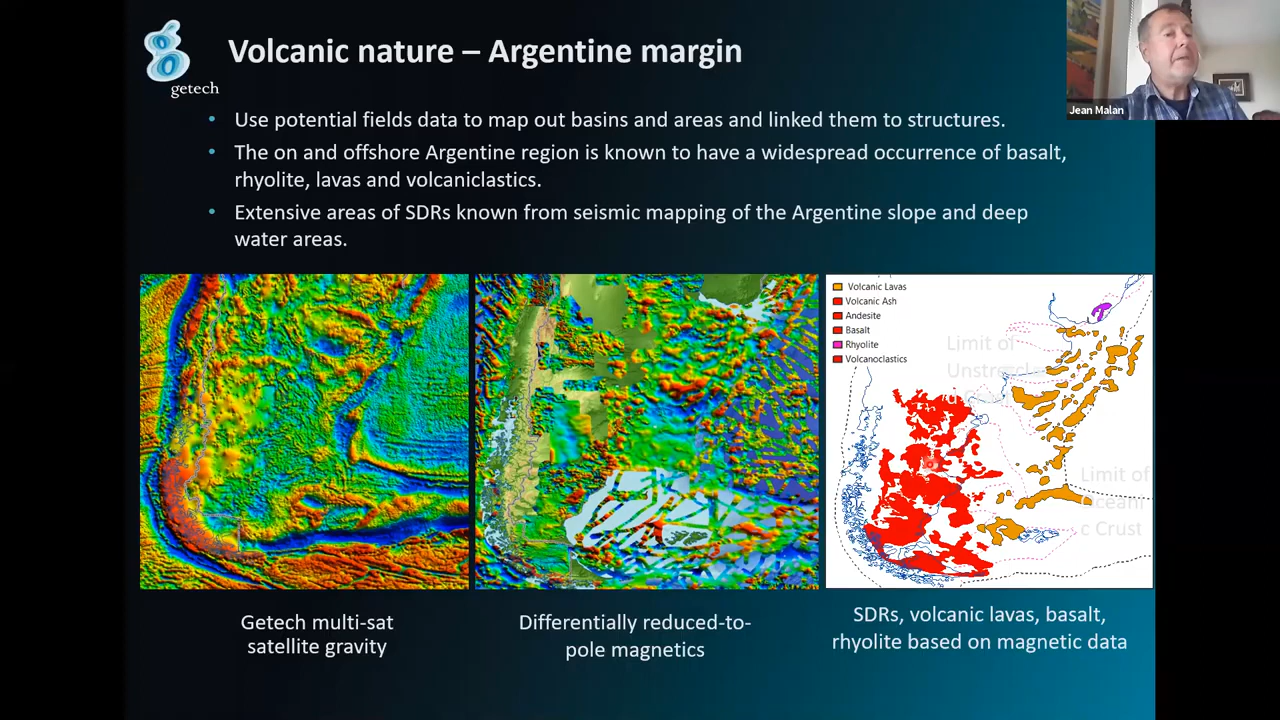 getech
Volcanic nature – Argentine margin
Jean Malan
• Use potential fields data to map out basins and areas and linked them to structures.
• The on and offshore Argentine region is known to have a widespread occurrence of basalt,
rhyolite, lavas and volcaniclastics.
• Extensive areas of SDRs known from seismic mapping of the Argentine slope and deep
water areas.
Volcanic Lavas
Volcanic Ash
Andesite
Basalt
Rhyolite
Volcanoclastics
Limit of
Limit of
c Crust
Getech multi-sat
satellite gravity
Differentially reduced-to-
pole magnetics
SDRs, volcanic lavas, basalt,
rhyolite based on magnetic data